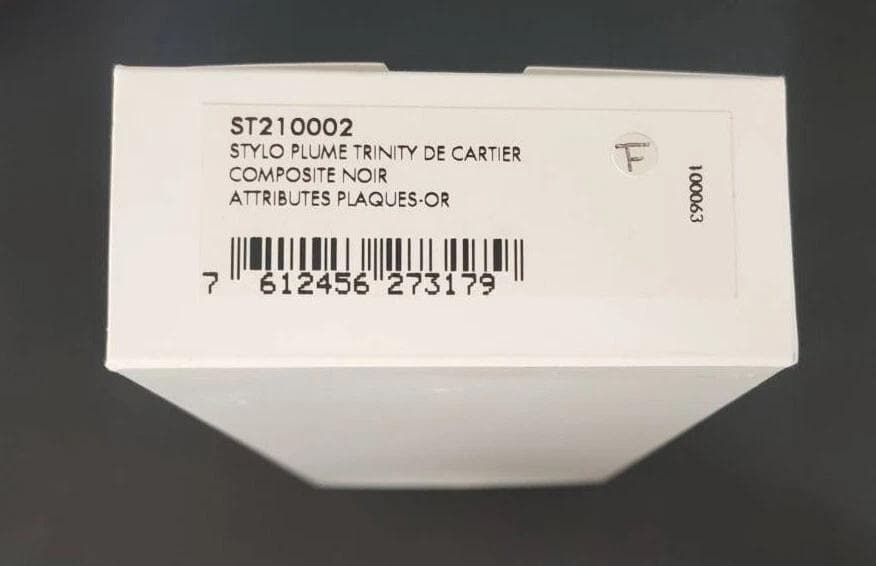 ST210002
STYLO PLUME TRINITY DE CARTIER
COMPOSITE NOIR
ATTRIBUTES PLAQUES-OR
F
100063
7 612456 273179